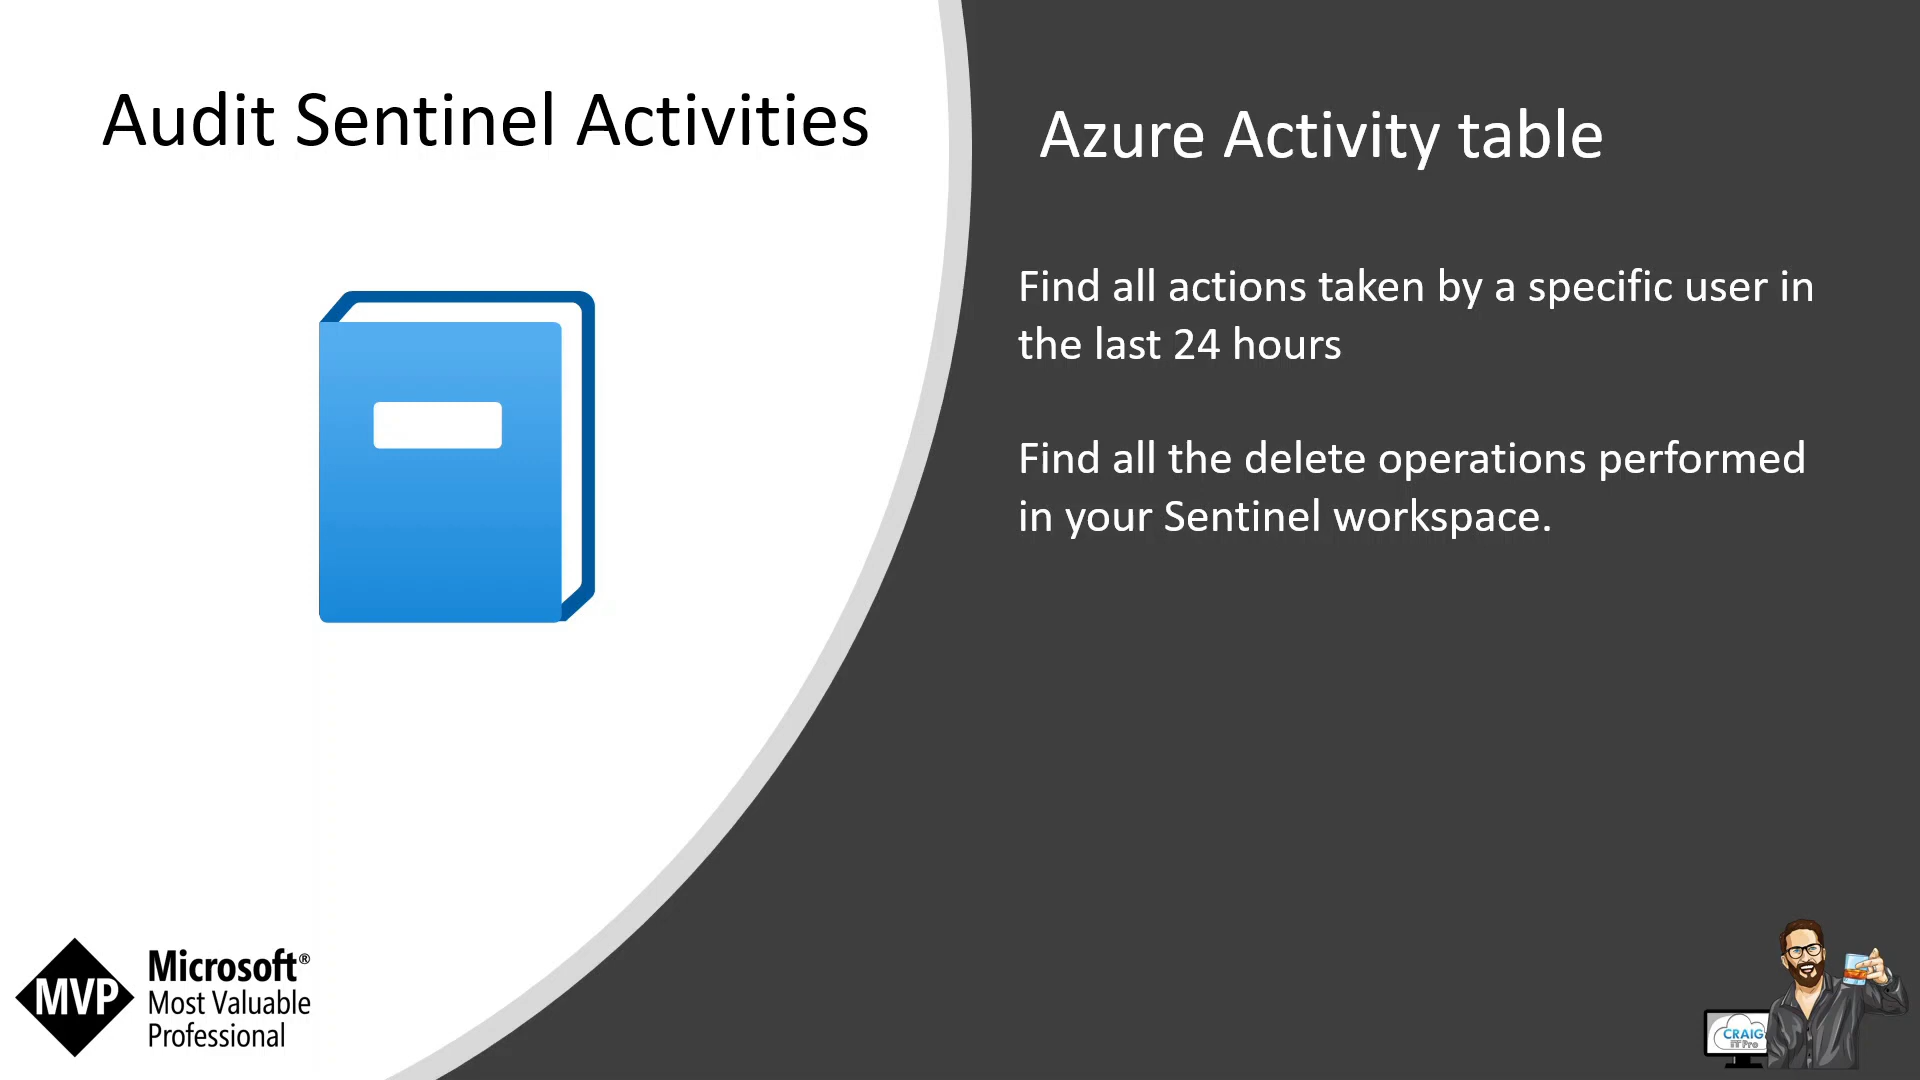 Audit Sentinel Activities
Azure Activity table
Find all actions taken by a specific user in
the last 24 hours
Find all the delete operations performed
in your Sentinel workspace.
MVP
Microsoft®
Most Valuable
Professional
CRAIG
IT Pro